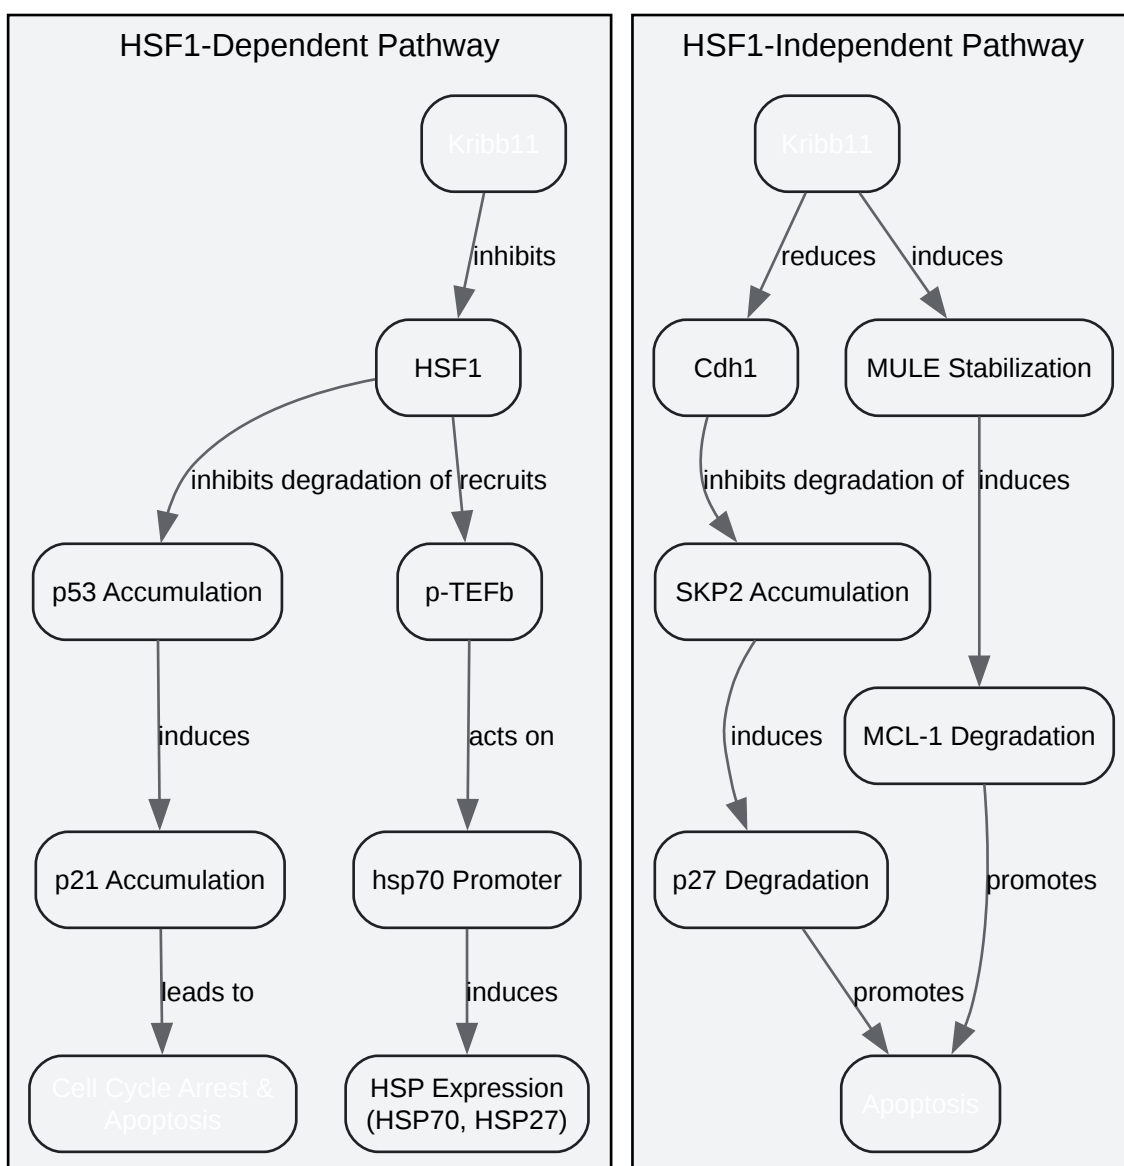 HSF1-Dependent Pathway
Kribb11
inhibits
HSF1
inhibits degradation of
recruits
p53 Accumulation
p-TEFb
induces
acts on
p21 Accumulation
hsp70 Promoter
leads to
induces
Cell Cycle Arrest &
Apoptosis
HSP Expression
(HSP70, HSP27)
HSF1-Independent Pathway
Kribb11
reduces
induces
Cdh1
MULE Stabilization
inhibits degradation of
induces
SKP2 Accumulation
induces
MCL-1 Degradation
p27 Degradation
promotes
promotes
Apoptosis